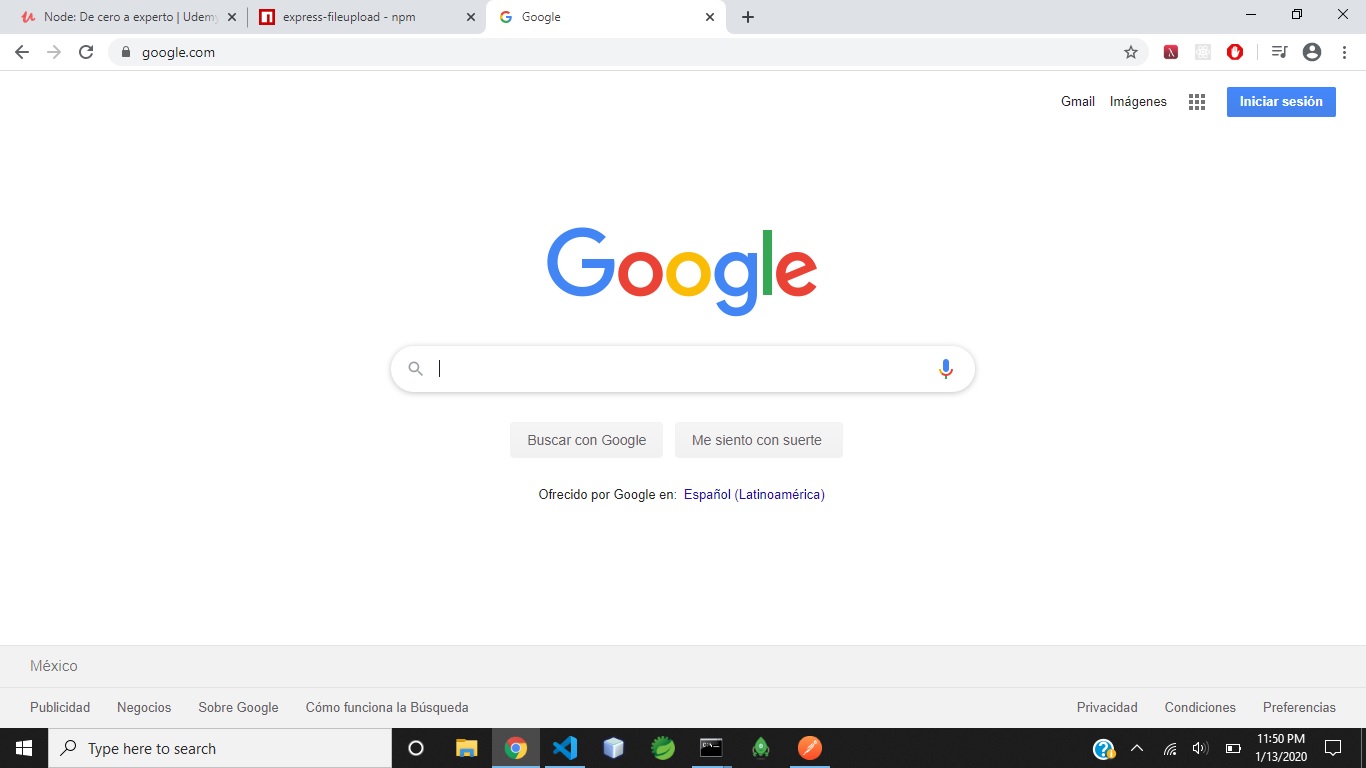 Node: De cero a experto | Udemy
express-fileupload - npm
Google
google.com
Gmail
Imágenes
Iniciar sesión
Google
Buscar con Google
Me siento con suerte
Ofrecido por Google en: Español (Latinoamérica)
México
Publicidad
Negocios
Sobre Google
Cómo funciona la Búsqueda
Privacidad
Condiciones
Preferencias
Type here to search
11:50 PM
1/13/2020